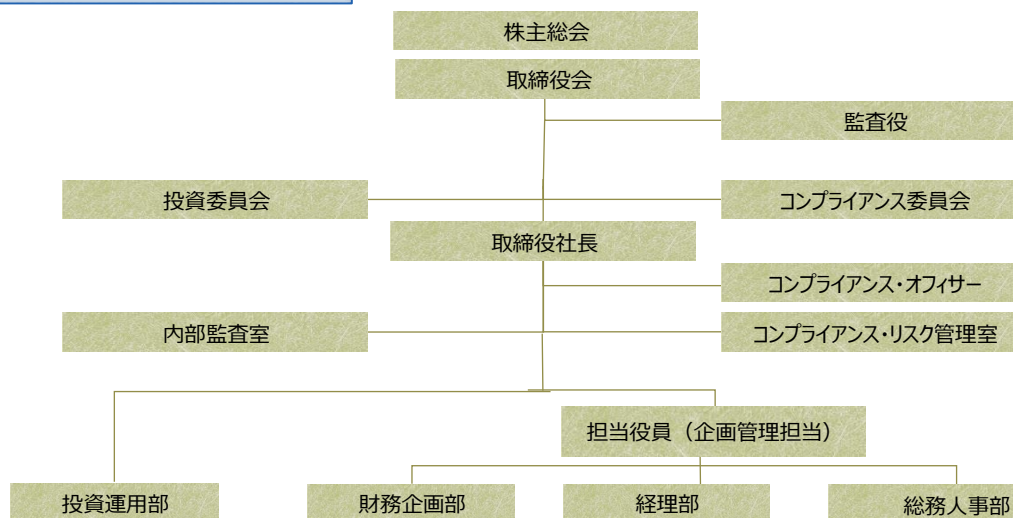 株主総会
取締役会
監査役
投資委員会
コンプライアンス委員会
取締役社長
コンプライアンス・オフィサー
内部監査室
コンプライアンス・リスク管理室
担当役員（企画管理担当）
投資運用部
財務企画部
経理部
総務人事部